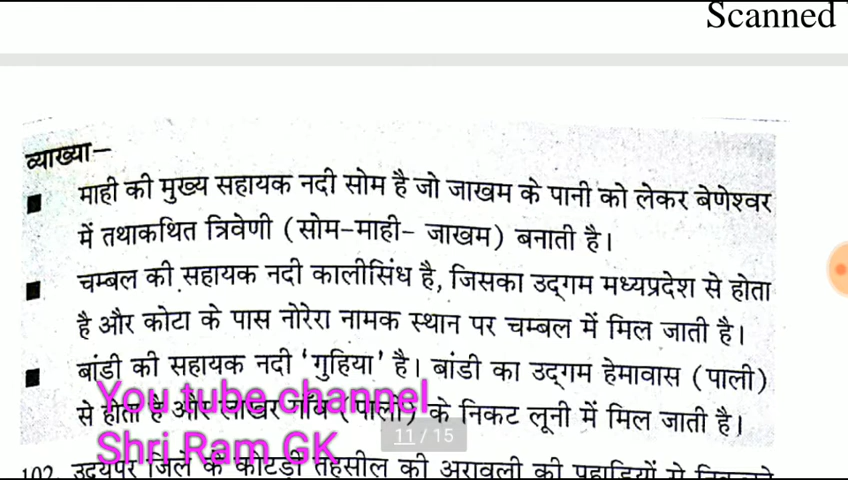 Scanned
व्याख्या–
माही की मुख्य सहायक नदी सोम है जो जाखम के पानी को लेकर बेणेश्वर
में तथाकथित त्रिवेणी (सोम-माही- जाखम) बनाती है।
चम्बल की सहायक नदी कालीसिंध है, जिसका उद्गम मध्यप्रदेश से होता
है और कोटा के पास नोरेरा नामक स्थान पर चम्बल में मिल जाती है।
बांडी की सहायक नदी 'गुहिया' है। बांडी का उद्गम हेमावास (पाली)
से होता है और लाखर गाँव (पाली) के निकट लूनी में मिल जाती है।
You tube channel
Shri Ram GK
11 / 15
102. उदयपुर जिले के कोटड़ी तहसील की अरावली की पहाड़ियों से निकलने